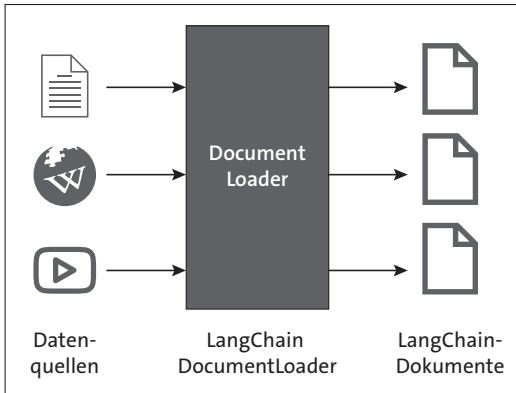 W
Document
Loader
Daten-
quellen
LangChain
DocumentLoader
LangChain-
Dokumente